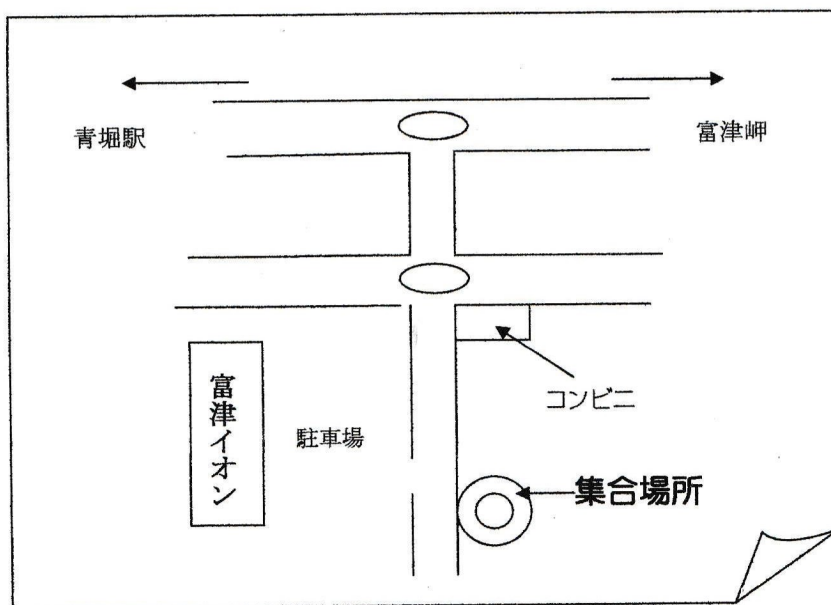 青堀駅
富津岬
コンビニ
富津イオン
駐車場
集合場所